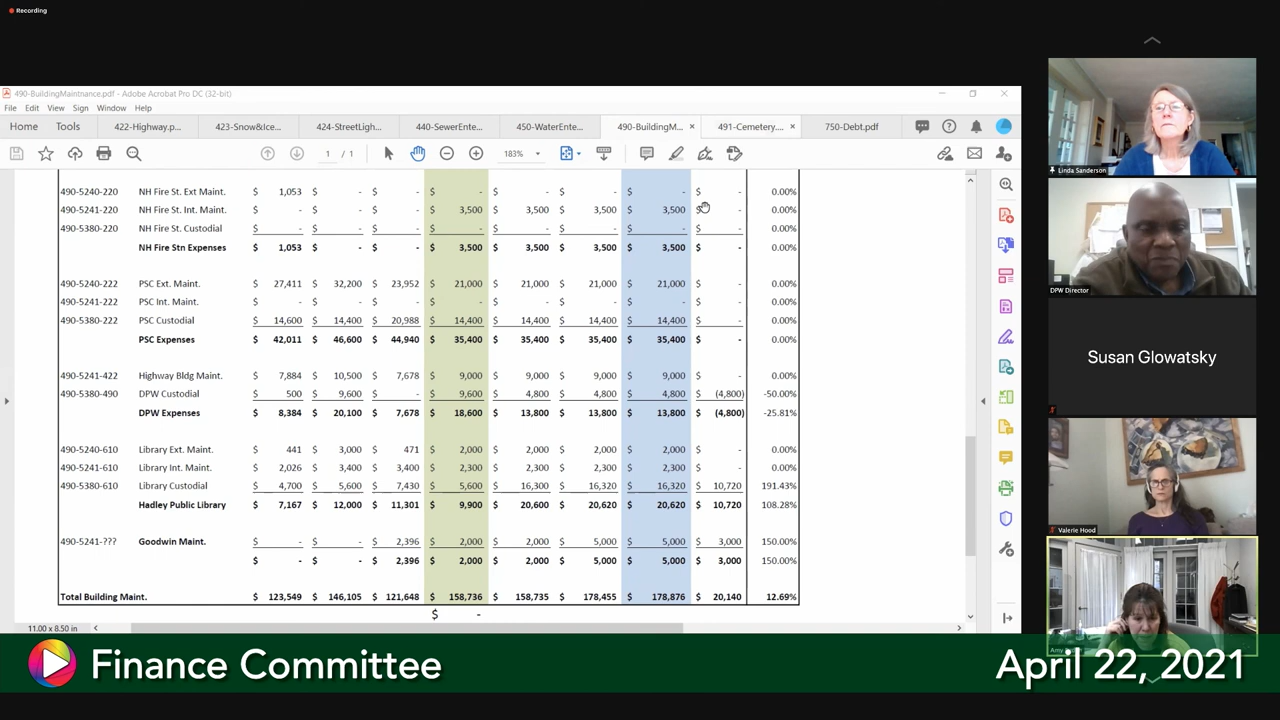 Recording
490-BuildingMaintnance.pdf - Adobe Acrobat Pro DC (32-bit)
File Edit View Sign Window Help
Home Tools 422-Highway.p... 423-Snow&Ice... 424-StreetLigh... 440-SewerEnte... 450-WaterEnte... 490-BuildingM... × 491-Cemetery.... × 750-Debt.pdf
1 / 1 183%
490-5240-220 NH Fire St. Ext Maint. $ 1,053 $ - $ - $ - $ - $ - $ - $ - 0.00%
490-5241-220 NH Fire St. Int. Maint. $ - $ - $ - $ 3,500 $ 3,500 $ 3,500 $ 3,500 $ - 0.00%
490-5380-220 NH Fire St. Custodial $ - $ - $ - $ - $ - $ - $ - $ - 0.00%
NH Fire Stn Expenses $ 1,053 $ - $ - $ 3,500 $ 3,500 $ 3,500 $ 3,500 $ - 0.00%
490-5240-222 PSC Ext. Maint. $ 27,411 $ 32,200 $ 23,952 $ 21,000 $ 21,000 $ 21,000 $ 21,000 $ - 0.00%
490-5241-222 PSC Int. Maint. $ - $ - $ - $ - $ - $ - $ - $ - 0.00%
490-5380-222 PSC Custodial $ 14,600 $ 14,400 $ 20,988 $ 14,400 $ 14,400 $ 14,400 $ 14,400 $ - 0.00%
PSC Expenses $ 42,011 $ 46,600 $ 44,940 $ 35,400 $ 35,400 $ 35,400 $ 35,400 $ - 0.00%
490-5241-422 Highway Bldg Maint. $ 7,884 $ 10,500 $ 7,678 $ 9,000 $ 9,000 $ 9,000 $ 9,000 $ - 0.00%
490-5380-490 DPW Custodial $ 500 $ 9,600 $ - $ 9,600 $ 4,800 $ 4,800 $ 4,800 $ (4,800) -50.00%
DPW Expenses $ 8,384 $ 20,100 $ 7,678 $ 18,600 $ 13,800 $ 13,800 $ 13,800 $ (4,800) -25.81%
490-5240-610 Library Ext. Maint. $ 441 $ 3,000 $ 471 $ 2,000 $ 2,000 $ 2,000 $ 2,000 $ - 0.00%
490-5241-610 Library Int. Maint. $ 2,026 $ 3,400 $ 3,400 $ 2,300 $ 2,300 $ 2,300 $ 2,300 $ - 0.00%
490-5380-610 Library Custodial $ 4,700 $ 5,600 $ 7,430 $ 5,600 $ 16,300 $ 16,320 $ 16,320 $ 10,720 191.43%
Hadley Public Library $ 7,167 $ 12,000 $ 11,301 $ 9,900 $ 20,600 $ 20,620 $ 20,620 $ 10,720 108.28%
490-5241-??? Goodwin Maint. $ - $ - $ 2,396 $ 2,000 $ 2,000 $ 5,000 $ 5,000 $ 3,000 150.00%
$ - $ - $ 2,396 $ 2,000 $ 2,000 $ 5,000 $ 5,000 $ 3,000 150.00%
Total Building Maint. $ 123,549 $ 146,105 $ 121,648 $ 158,736 $ 158,735 $ 178,455 $ 178,876 $ 20,140 12.69%
$ -
11.00 x 8.50 in
Linda Sanderson
DPW Director
Susan Glowatsky
Valerie Hood
Amy
Finance Committee
April 22, 2021